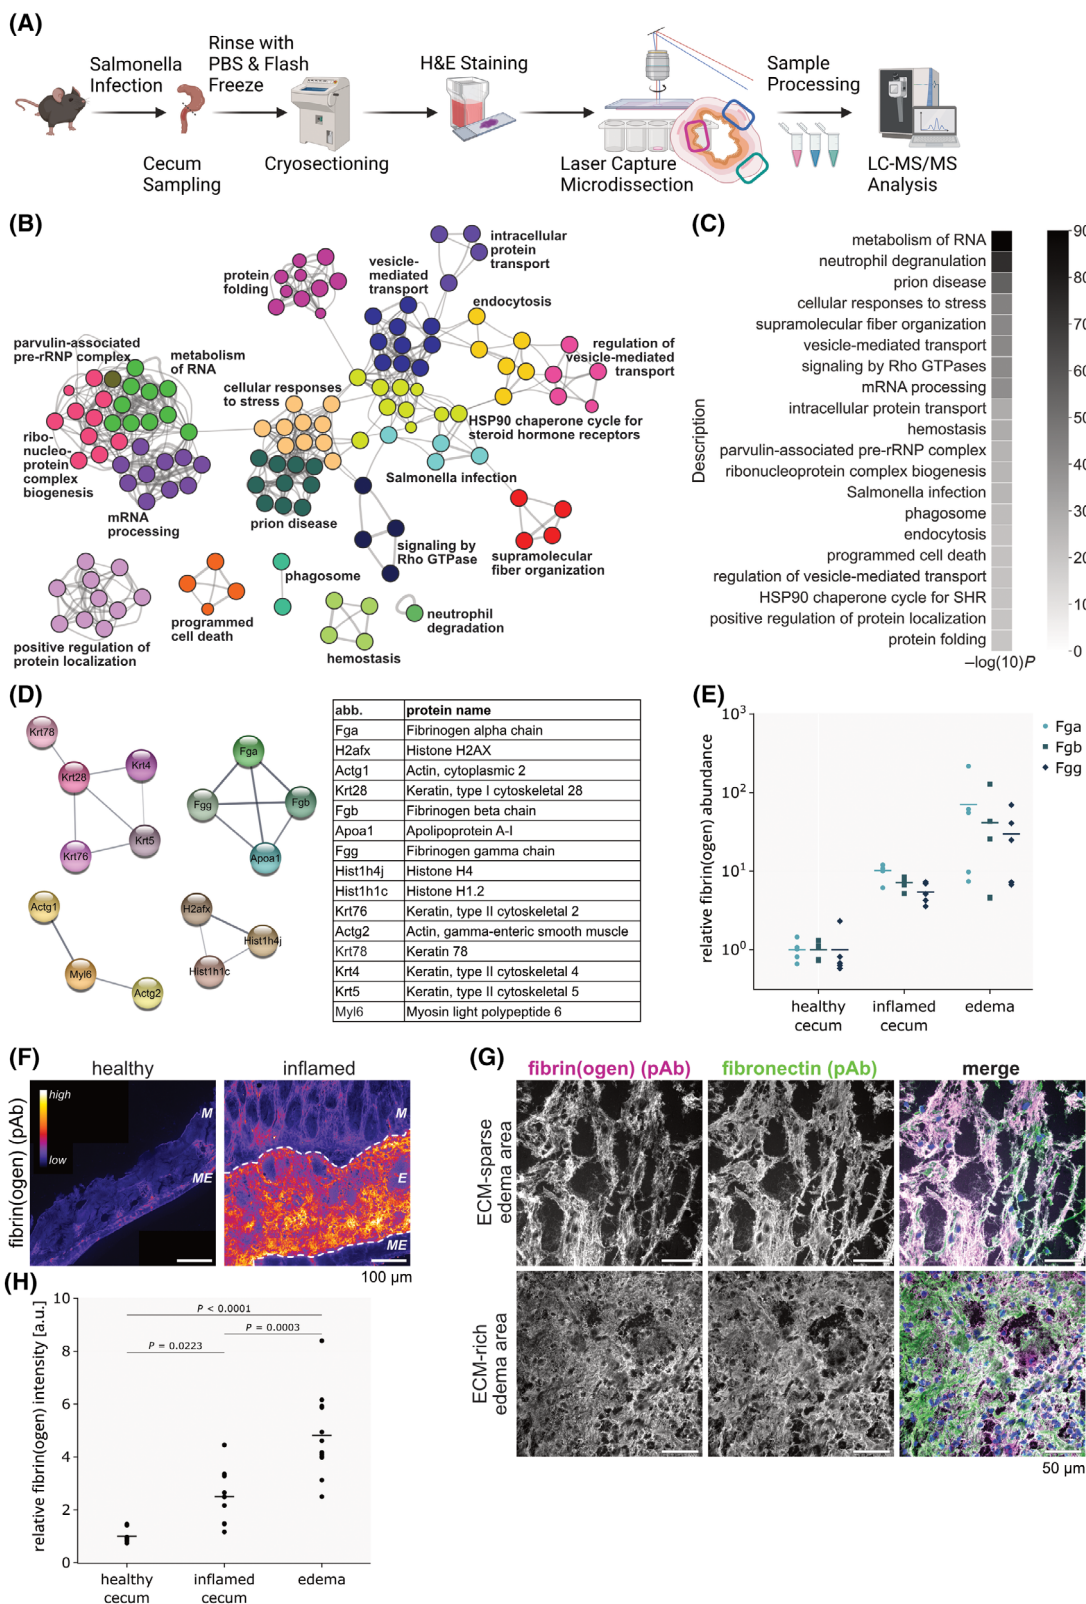 (A)
Salmonella
Infection
Rinse with
PBS & Flash
Freeze
H&E Staining
Sample
Processing
Cecum
Sampling
Cryosectioning
Laser Capture
Microdissection
LC-MS/MS
Analysis
(B)
intracellular
protein
transport
protein
folding
vesicle-
mediated
transport
endocytosis
parvulin-associated
pre-rRNP complex
metabolism
of RNA
regulation of
vesicle-mediated
transport
cellular responses
to stress
HSP90 chaperone cycle for
steroid hormone receptors
ribo-
nucleo-
protein
complex
biogenesis
Salmonella infection
mRNA
processing
prion disease
signaling by
Rho GTPase
supramolecular
fiber organization
phagosome
programmed
cell death
neutrophil
degradation
positive regulation of
protein localization
hemostasis
(C)
Description
metabolism of RNA
neutrophil degranulation
prion disease
cellular responses to stress
supramolecular fiber organization
vesicle-mediated transport
signaling by Rho GTPases
mRNA processing
intracellular protein transport
hemostasis
parvulin-associated pre-rRNP complex
ribonucleoprotein complex biogenesis
Salmonella infection
phagosome
endocytosis
programmed cell death
regulation of vesicle-mediated transport
HSP90 chaperone cycle for SHR
positive regulation of protein localization
protein folding
–log(10)P
90
80
70
60
50
40
30
20
10
0
(D)
Krt78
Krt28
Krt4
Krt5
Krt76
Fga
Fgg
Fgb
Apoa1
Actg1
Myl6
Actg2
H2afx
Hist1h4j
Hist1h1c
abb. protein name
Fga Fibrinogen alpha chain
H2afx Histone H2AX
Actg1 Actin, cytoplasmic 2
Krt28 Keratin, type I cytoskeletal 28
Fgb Fibrinogen beta chain
Apoa1 Apolipoprotein A-I
Fgg Fibrinogen gamma chain
Hist1h4j Histone H4
Hist1h1c Histone H1.2
Krt76 Keratin, type II cytoskeletal 2
Actg2 Actin, gamma-enteric smooth muscle
Krt78 Keratin 78
Krt4 Keratin, type II cytoskeletal 4
Krt5 Keratin, type II cytoskeletal 5
Myl6 Myosin light polypeptide 6
(E)
relative fibrin(ogen) abundance
10³
10²
10¹
10⁰
Fga
Fgb
Fgg
healthy
cecum
inflamed
cecum
edema
(F)
healthy
inflamed
fibrin(ogen) (pAb)
high
low
M
ME
M
E
ME
100 µm
(G)
fibrin(ogen) (pAb)
fibronectin (pAb)
merge
ECM-sparse
edema area
ECM-rich
edema area
50 µm
(H)
relative fibrin(ogen) intensity [a.u.]
10
8
6
4
2
0
P < 0.0001
P = 0.0003
P = 0.0223
healthy
cecum
inflamed
cecum
edema